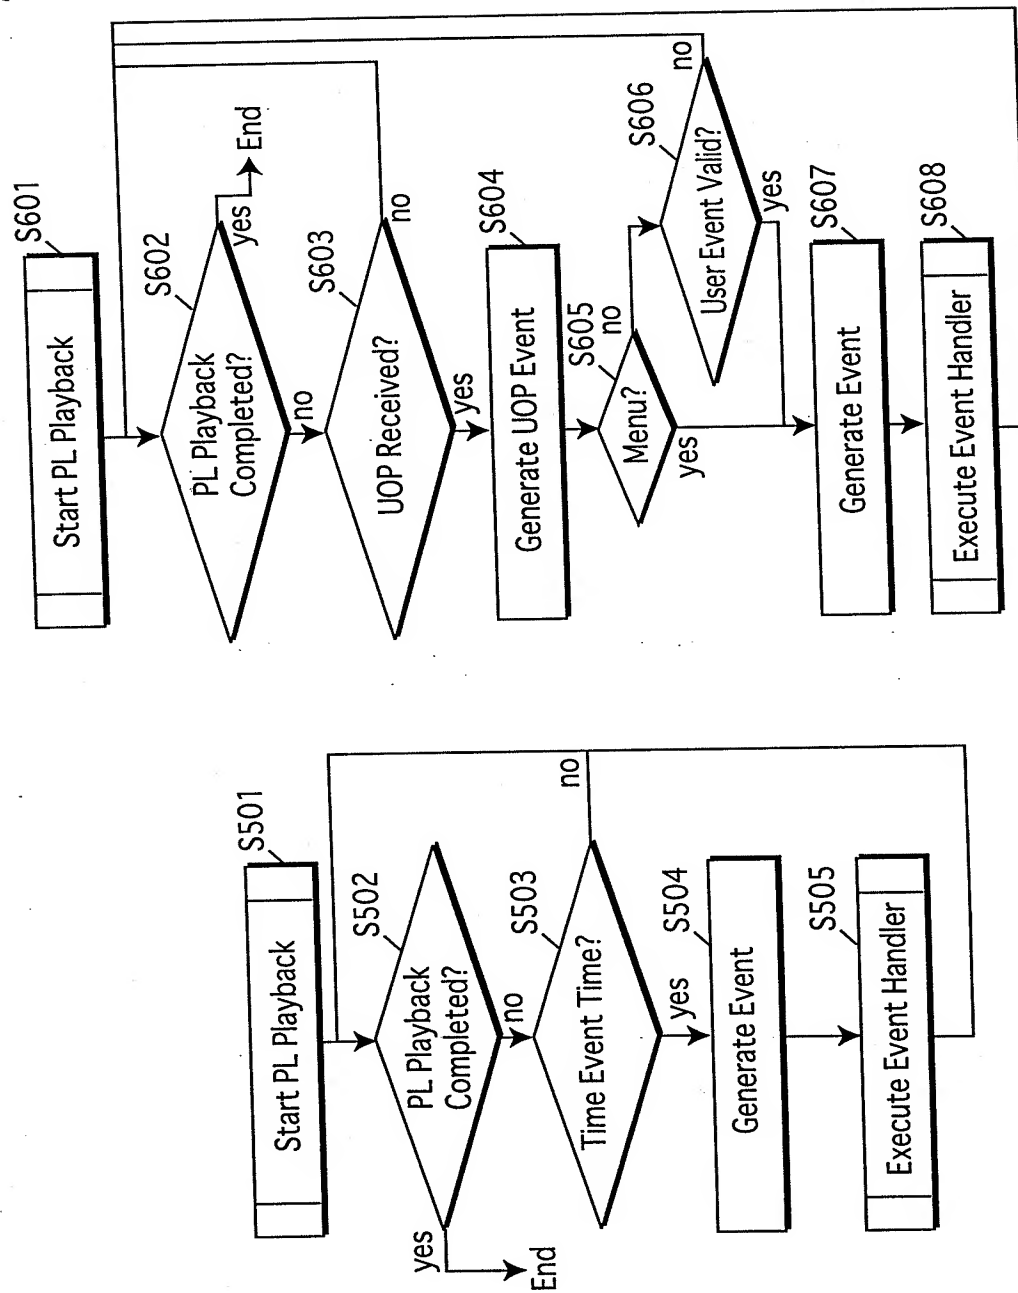 S501
Start PL Playback
S502
PL Playback
Completed?
yes
End
no
S503
Time Event Time?
no
yes
S504
Generate Event
S505
Execute Event Handler
S601
Start PL Playback
S602
PL Playback
Completed?
yes
End
no
S603
UOP Received?
no
yes
S604
Generate UOP Event
S605
Menu?
no
yes
S606
User Event Valid?
no
yes
S607
Generate Event
S608
Execute Event Handler